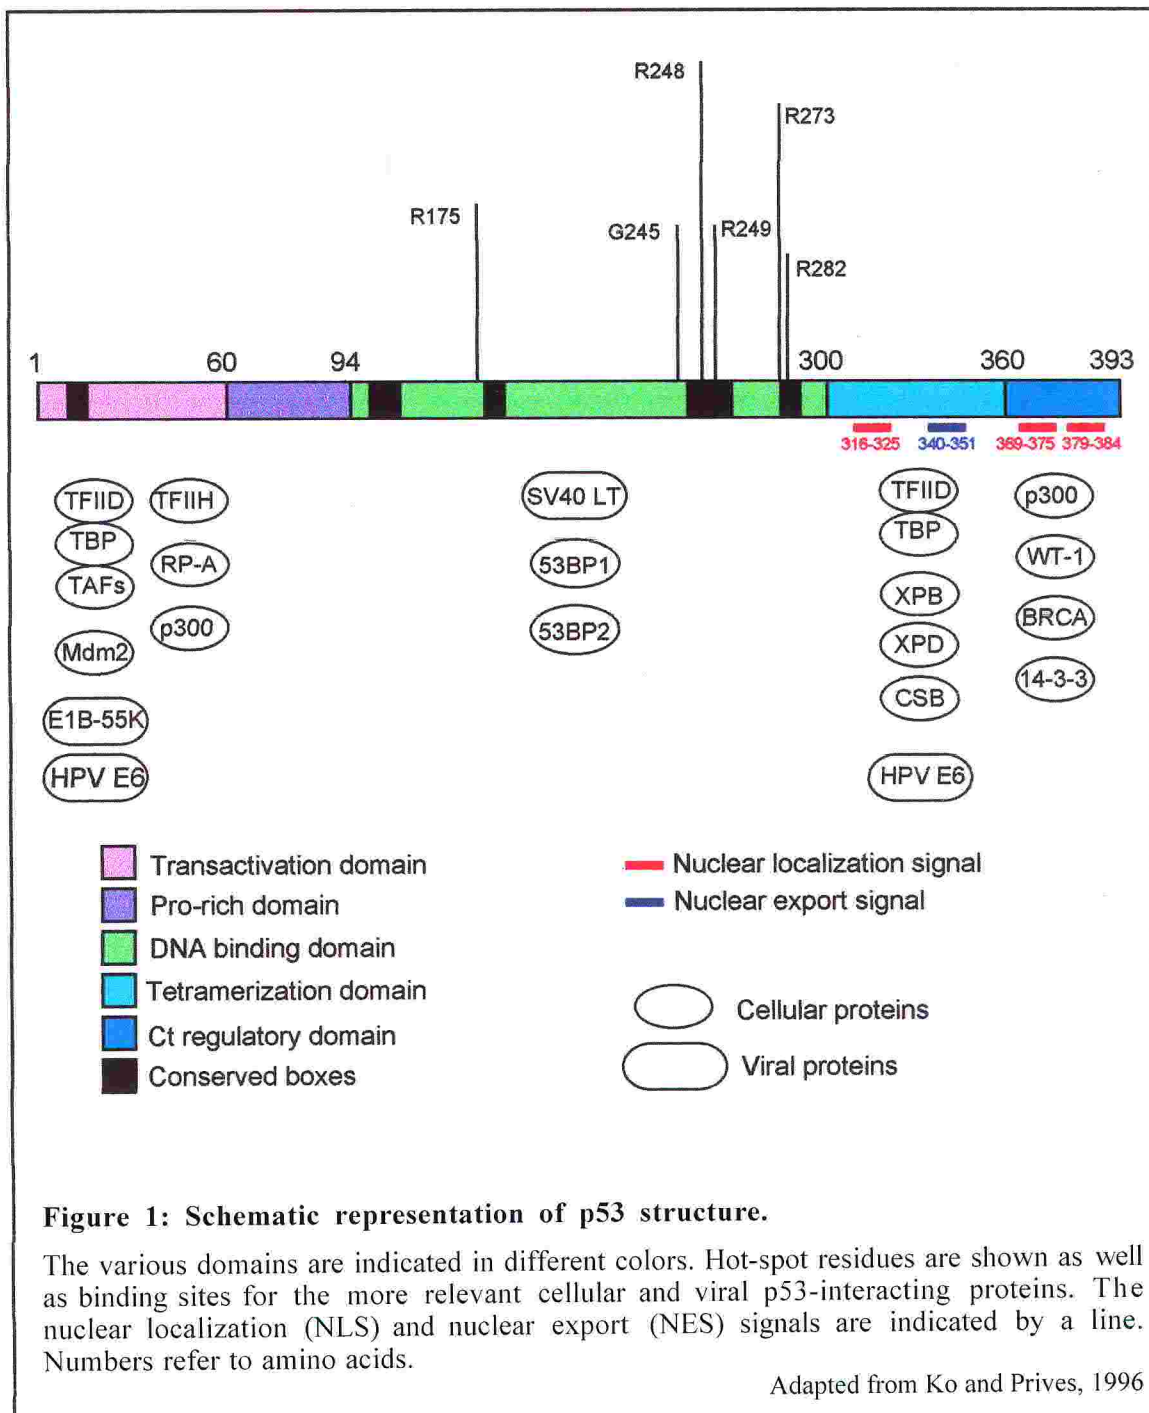 R248
R273
R175
G245
R249
R282
1 60 94 300 360 393
316-325 340-351 369-375 379-384
TFIID TFIIH SV40 LT TFIID p300
TBP RP-A 53BP1 TBP WT-1
TAFs p300 53BP2 XPB BRCA
Mdm2 XPD 14-3-3
E1B-55K CSB
HPV E6 HPV E6
Transactivation domain
Pro-rich domain
DNA binding domain
Tetramerization domain
Ct regulatory domain
Conserved boxes
Nuclear localization signal
Nuclear export signal
Cellular proteins
Viral proteins
Figure 1: Schematic representation of p53 structure.
The various domains are indicated in different colors. Hot-spot residues are shown as well
as binding sites for the more relevant cellular and viral p53-interacting proteins. The
nuclear localization (NLS) and nuclear export (NES) signals are indicated by a line.
Numbers refer to amino acids.
Adapted from Ko and Prives, 1996